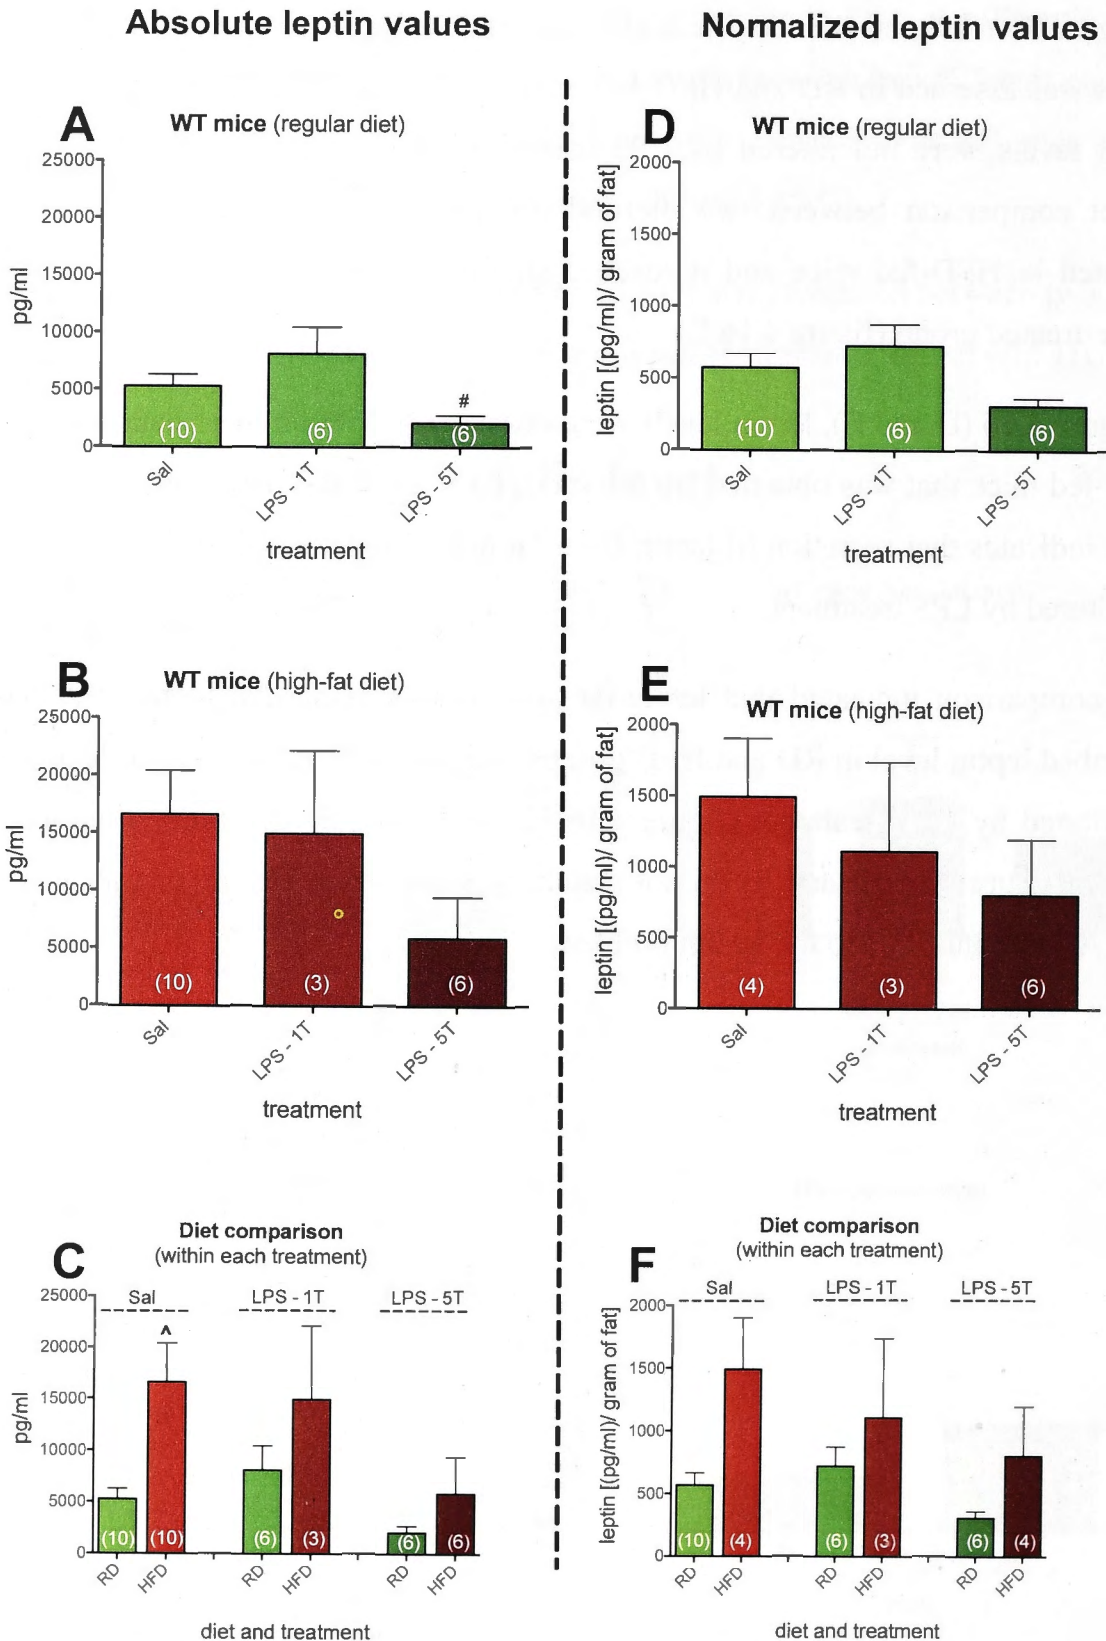 Absolute leptin values
Normalized leptin values
A
WT mice (regular diet)
25000
20000
15000
10000
5000
0
pg/ml
#
(10)
(6)
(6)
Sal
LPS - 1T
LPS - 5T
treatment
D
WT mice (regular diet)
2000
1500
1000
500
0
leptin [(pg/ml)/ gram of fat]
(10)
(6)
(6)
Sal
LPS - 1T
LPS - 5T
treatment
B
WT mice (high-fat diet)
25000
20000
15000
10000
5000
0
pg/ml
(10)
(3)
(6)
Sal
LPS - 1T
LPS - 5T
treatment
E
WT mice (high-fat diet)
2000
1500
1000
500
0
leptin [(pg/ml)/ gram of fat]
(4)
(3)
(6)
Sal
LPS - 1T
LPS - 5T
treatment
C
Diet comparison
(within each treatment)
25000
20000
15000
10000
5000
0
pg/ml
Sal
LPS - 1T
LPS - 5T
^
(10)
(10)
(6)
(3)
(6)
(6)
RD
HFD
RD
HFD
RD
HFD
diet and treatment
F
Diet comparison
(within each treatment)
2000
1500
1000
500
0
leptin [(pg/ml)/ gram of fat]
Sal
LPS - 1T
LPS - 5T
(10)
(4)
(6)
(3)
(6)
(4)
RD
HFD
RD
HFD
RD
HFD
diet and treatment